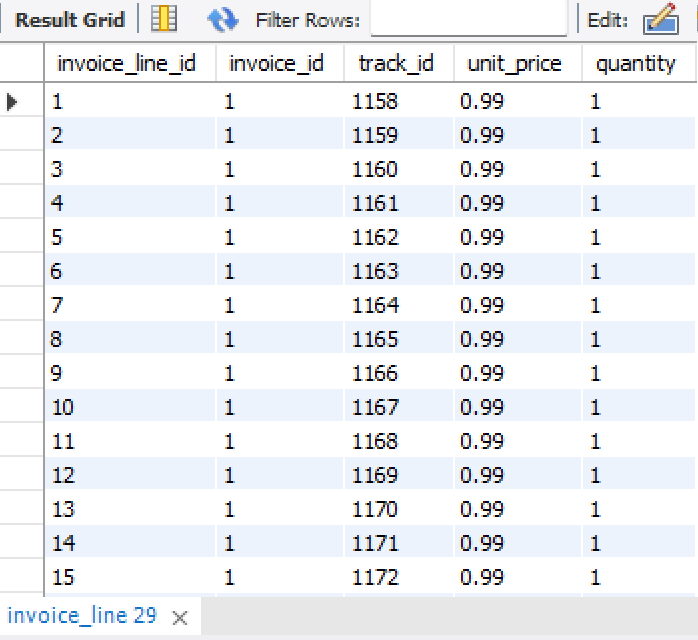 Result Grid Filter Rows: Edit:
invoice_line_id invoice_id track_id unit_price quantity
1 1 1158 0.99 1
2 1 1159 0.99 1
3 1 1160 0.99 1
4 1 1161 0.99 1
5 1 1162 0.99 1
6 1 1163 0.99 1
7 1 1164 0.99 1
8 1 1165 0.99 1
9 1 1166 0.99 1
10 1 1167 0.99 1
11 1 1168 0.99 1
12 1 1169 0.99 1
13 1 1170 0.99 1
14 1 1171 0.99 1
15 1 1172 0.99 1
invoice_line 29